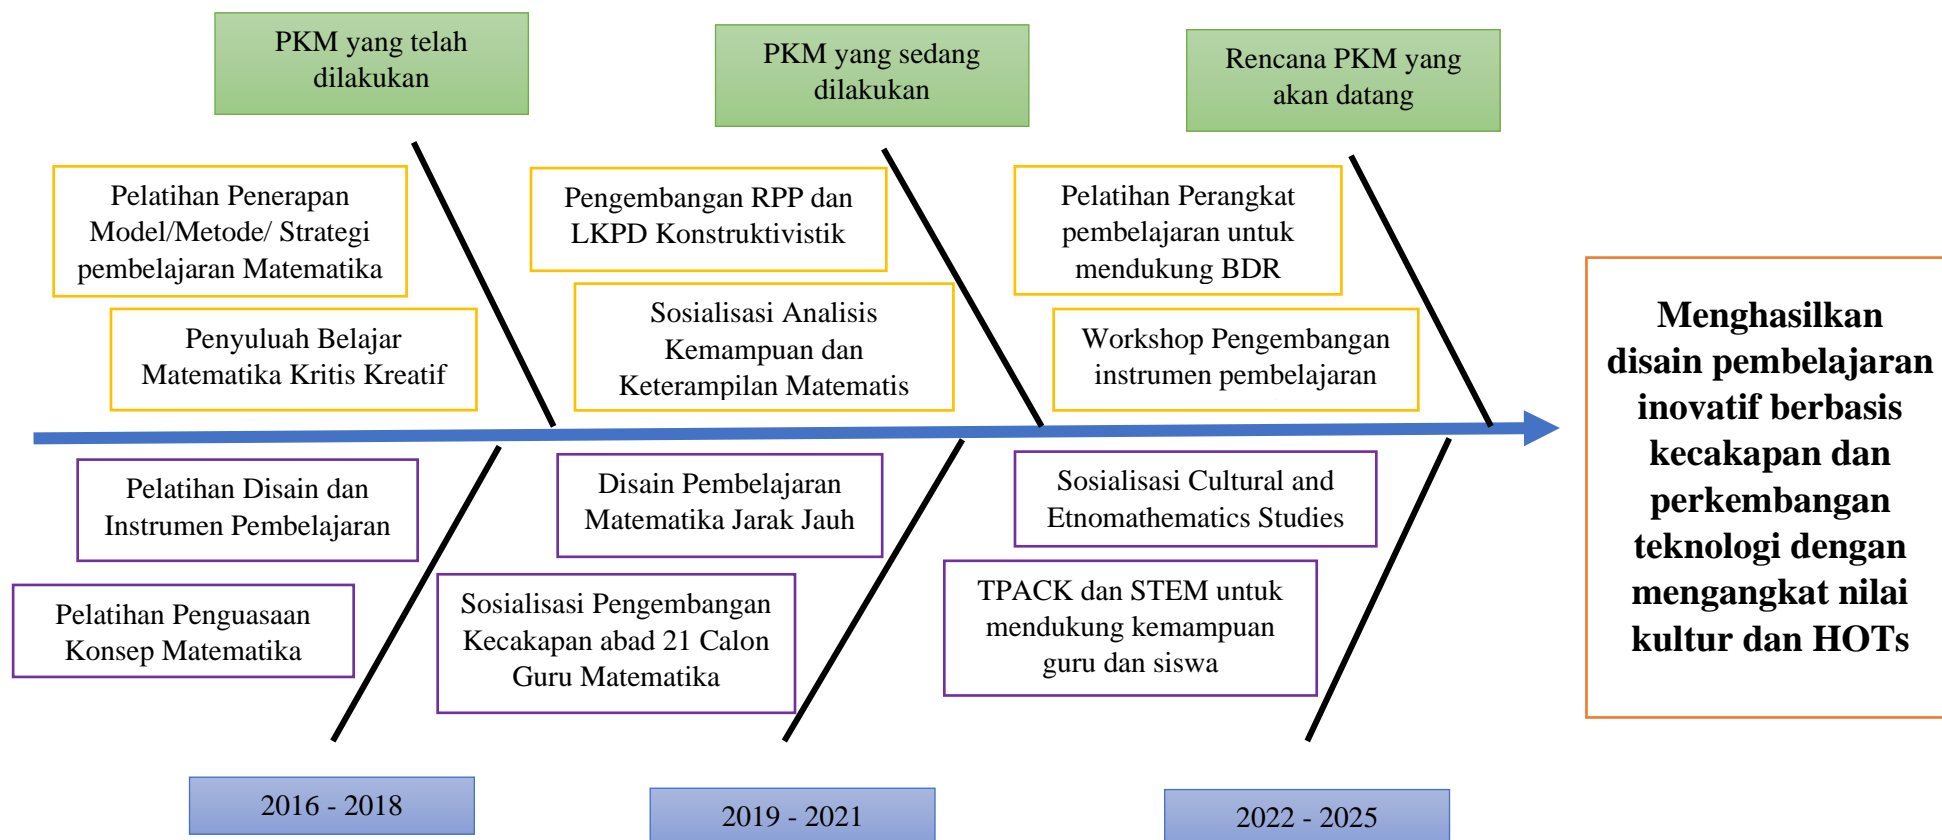 PKM yang telah
dilakukan
PKM yang sedang
dilakukan
Rencana PKM yang
akan datang
Pelatihan Penerapan
Model/Metode/ Strategi
pembelajaran Matematika
Pengembangan RPP dan
LKPD Konstruktivistik
Pelatihan Perangkat
pembelajaran untuk
mendukung BDR
Penyuluah Belajar
Matematika Kritis Kreatif
Sosialisasi Analisis
Kemampuan dan
Keterampilan Matematis
Workshop Pengembangan
instrumen pembelajaran
Menghasilkan
disain pembelajaran
inovatif berbasis
kecakapan dan
perkembangan
teknologi dengan
mengangkat nilai
kultur dan HOTs
Pelatihan Disain dan
Instrumen Pembelajaran
Disain Pembelajaran
Matematika Jarak Jauh
Sosialisasi Cultural and
Etnomathematics Studies
Pelatihan Penguasaan
Konsep Matematika
Sosialisasi Pengembangan
Kecakapan abad 21 Calon
Guru Matematika
TPACK dan STEM untuk
mendukung kemampuan
guru dan siswa
2016 - 2018
2019 - 2021
2022 - 2025